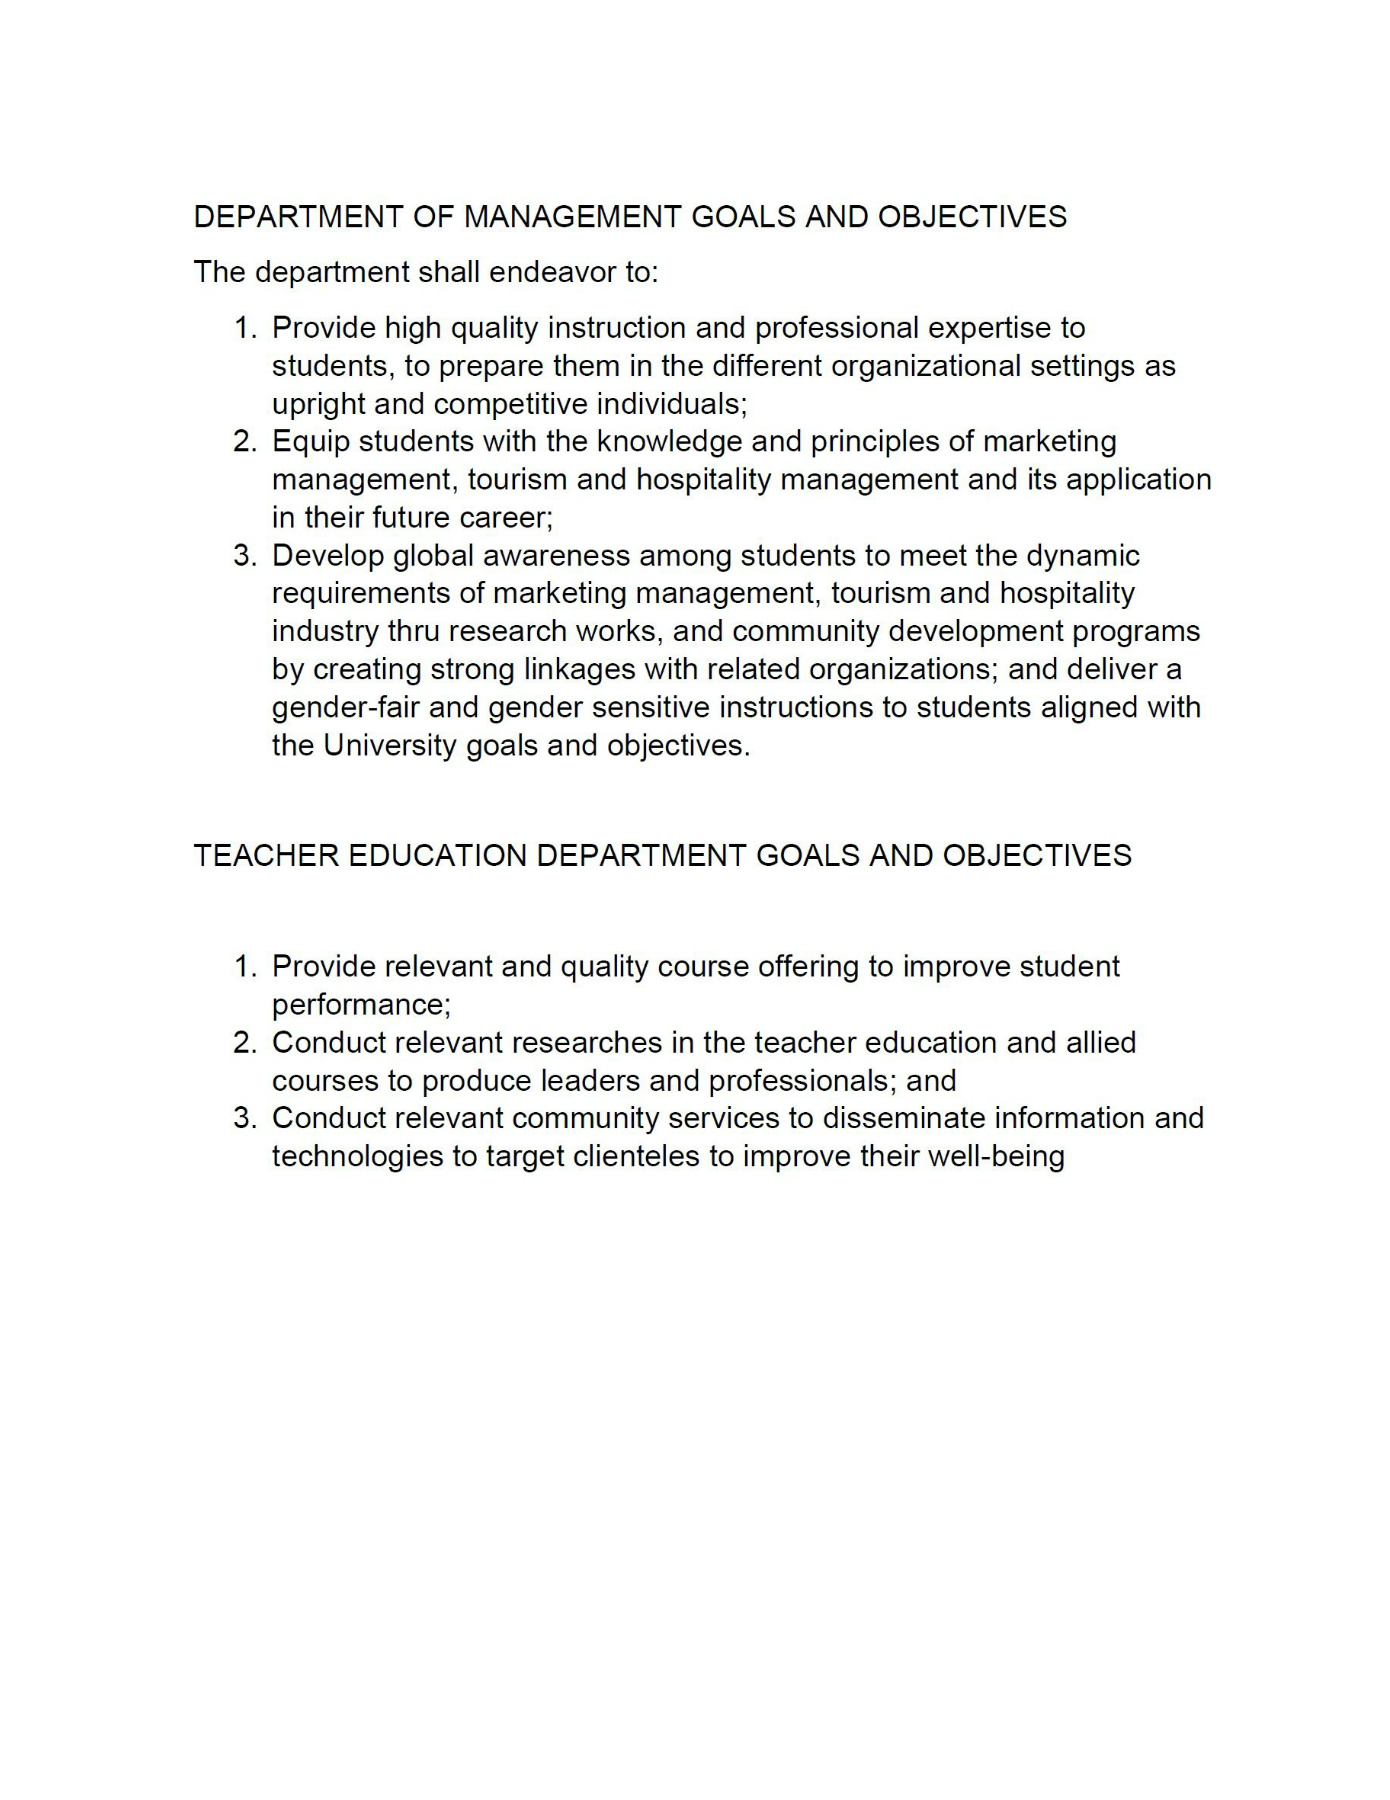 DEPARTMENT OF MANAGEMENT GOALS AND OBJECTIVES
The department shall endeavor to:
1. Provide high quality instruction and professional expertise to
students, to prepare them in the different organizational settings as
upright and competitive individuals;
2. Equip students with the knowledge and principles of marketing
management, tourism and hospitality management and its application
in their future career;
3. Develop global awareness among students to meet the dynamic
requirements of marketing management, tourism and hospitality
industry thru research works, and community development programs
by creating strong linkages with related organizations; and deliver a
gender-fair and gender sensitive instructions to students aligned with
the University goals and objectives.
TEACHER EDUCATION DEPARTMENT GOALS AND OBJECTIVES
1. Provide relevant and quality course offering to improve student
performance;
2. Conduct relevant researches in the teacher education and allied
courses to produce leaders and professionals; and
3. Conduct relevant community services to disseminate information and
technologies to target clienteles to improve their well-being